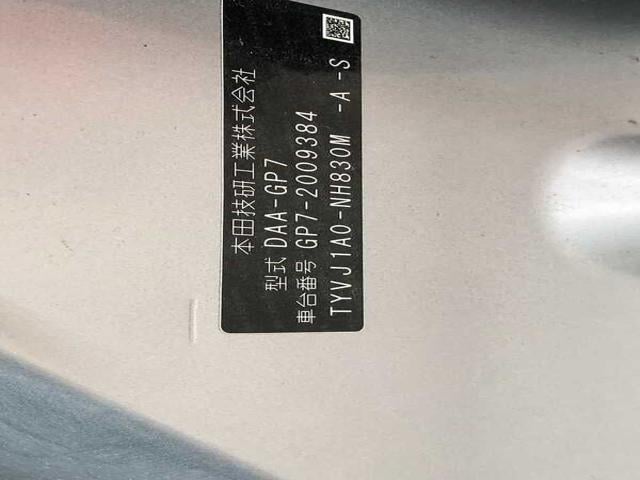 本田技研工業株式会社
型式 DAA-GP7
車台番号 GP7-2009384
TYVJ1A0-NH830M -A -S